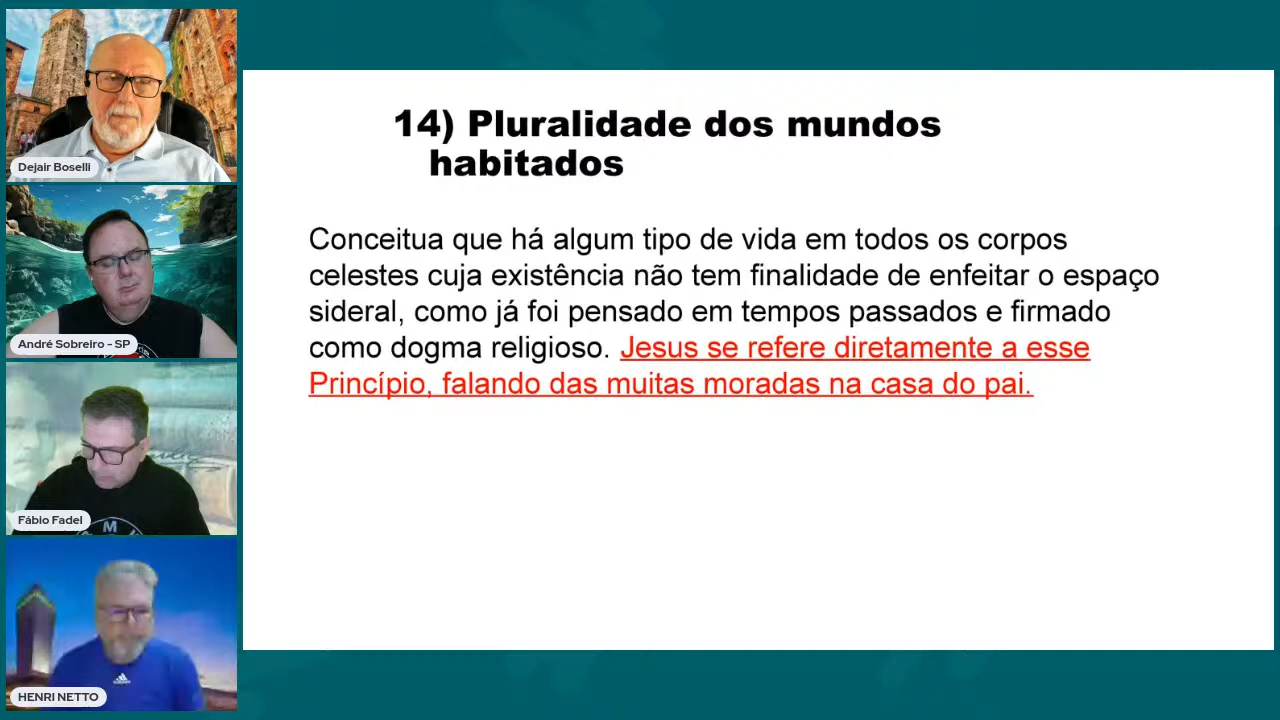 Dejair Boselli
André Sobreiro - SP
Fábio Fadel
HENRI NETTO
14) Pluralidade dos mundos
habitados
Conceitua que há algum tipo de vida em todos os corpos
celestes cuja existência não tem finalidade de enfeitar o espaço
sideral, como já foi pensado em tempos passados e firmado
como dogma religioso. Jesus se refere diretamente a esse
Princípio, falando das muitas moradas na casa do pai.